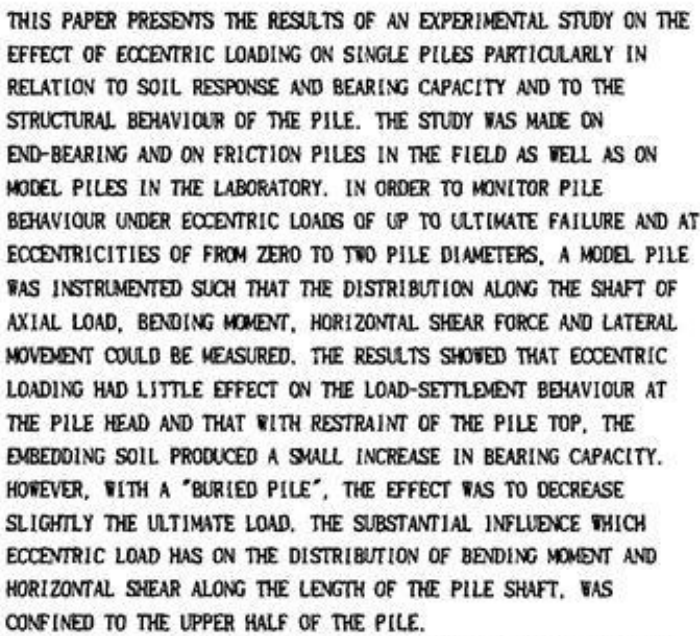 THIS PAPER PRESENTS THE RESULTS OF AN EXPERIMENTAL STUDY ON THE
EFFECT OF ECCENTRIC LOADING ON SINGLE PILES PARTICULARLY IN
RELATION TO SOIL RESPONSE AND BEARING CAPACITY AND TO THE
STRUCTURAL BEHAVIOUR OF THE PILE. THE STUDY WAS MADE ON
END-BEARING AND ON FRICTION PILES IN THE FIELD AS WELL AS ON
MODEL PILES IN THE LABORATORY. IN ORDER TO MONITOR PILE
BEHAVIOUR UNDER ECCENTRIC LOADS OF UP TO ULTIMATE FAILURE AND AT
ECCENTRICITIES OF FROM ZERO TO TWO PILE DIAMETERS, A MODEL PILE
WAS INSTRUMENTED SUCH THAT THE DISTRIBUTION ALONG THE SHAFT OF
AXIAL LOAD, BENDING MOMENT, HORIZONTAL SHEAR FORCE AND LATERAL
MOVEMENT COULD BE MEASURED. THE RESULTS SHOWED THAT ECCENTRIC
LOADING HAD LITTLE EFFECT ON THE LOAD-SETTLEMENT BEHAVIOUR AT
THE PILE HEAD AND THAT WITH RESTRAINT OF THE PILE TOP, THE
EMBEDDING SOIL PRODUCED A SMALL INCREASE IN BEARING CAPACITY.
HOWEVER, WITH A "BURIED PILE", THE EFFECT WAS TO DECREASE
SLIGHTLY THE ULTIMATE LOAD. THE SUBSTANTIAL INFLUENCE WHICH
ECCENTRIC LOAD HAS ON THE DISTRIBUTION OF BENDING MOMENT AND
HORIZONTAL SHEAR ALONG THE LENGTH OF THE PILE SHAFT, WAS
CONFINED TO THE UPPER HALF OF THE PILE.